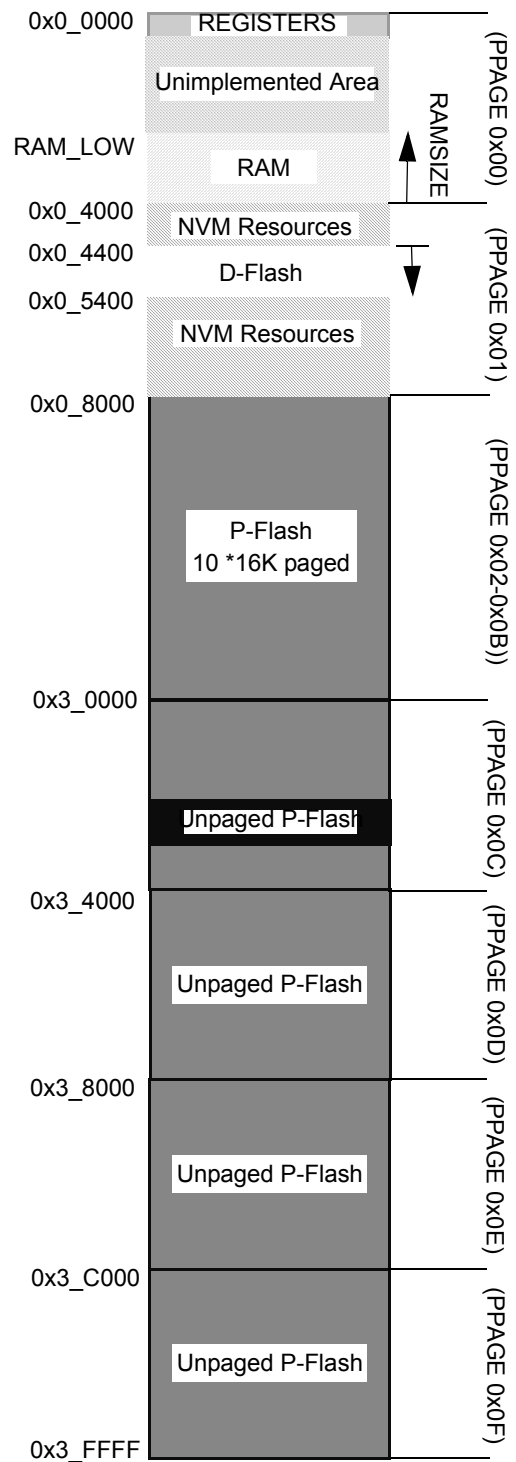 0x0_0000
REGISTERS
(PPAGE 0x00)
Unimplemented Area
RAMSIZE
RAM_LOW
RAM
0x0_4000
NVM Resources
(PPAGE 0x01)
0x0_4400
D-Flash
0x0_5400
NVM Resources
0x0_8000
P-Flash
10 *16K paged
(PPAGE 0x02-0x0B))
0x3_0000
Unpaged P-Flash
(PPAGE 0x0C)
0x3_4000
Unpaged P-Flash
(PPAGE 0x0D)
0x3_8000
Unpaged P-Flash
(PPAGE 0x0E)
0x3_C000
Unpaged P-Flash
(PPAGE 0x0F)
0x3_FFFF